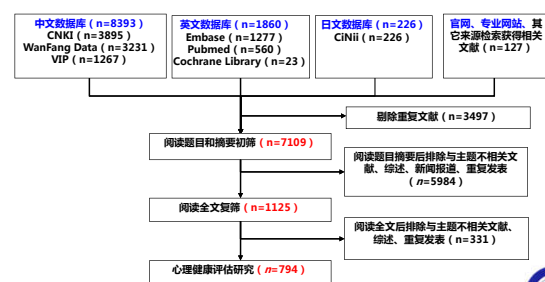 中文数据库（n=8393）
CNKI（n=3895）
WanFang Data（n=3231）
VIP（n=1267）
英文数据库（n=1860）
Embase（n=1277）
Pubmed（n=560）
Cochrane Library（n=23）
日文数据库（n=226）
CiNii（n=226）
官网、专业网站、其
它来源检索获得相关
文献（n=127）
剔除重复文献（n=3497）
阅读题目和摘要初筛（n=7109）
阅读题目摘要后排除与主题不相关文
献、综述、新闻报道、重复发表
（n=5984）
阅读全文复筛（n=1125）
阅读全文后排除与主题不相关文献、
综述、重复发表（n=331）
心理健康评估研究（n=794）